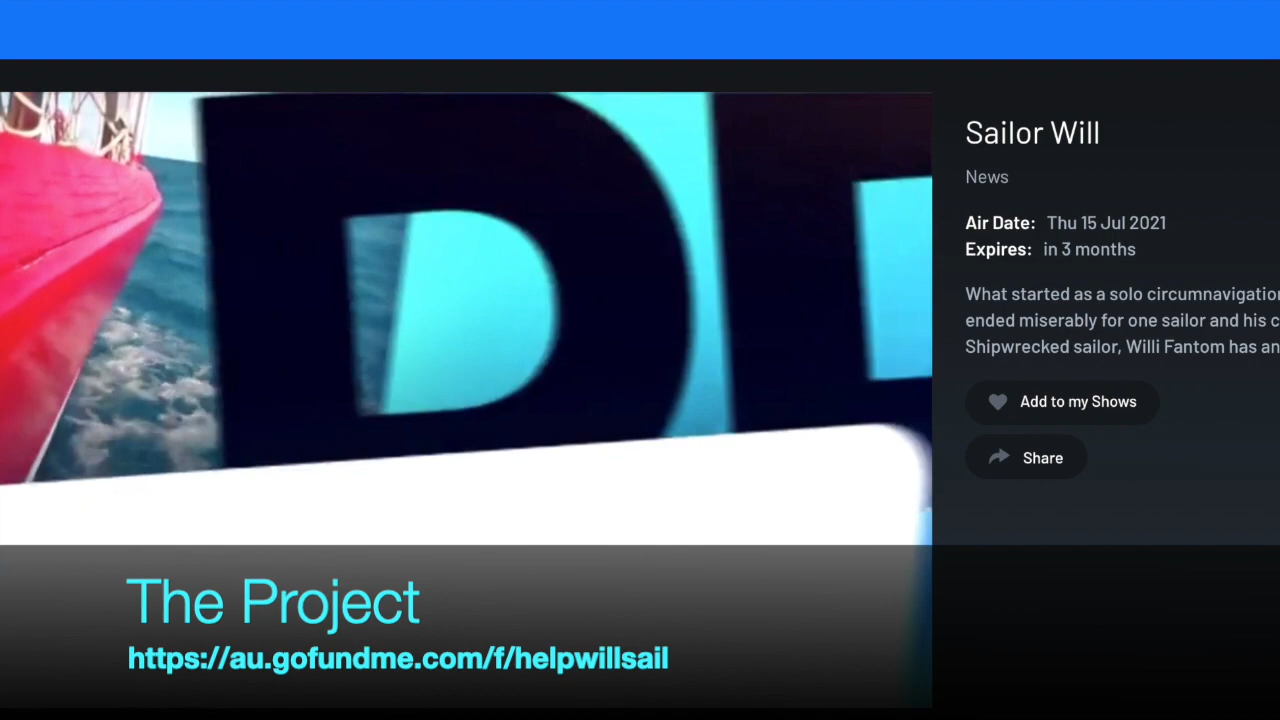 Sailor Will
News
Air Date: Thu 15 Jul 2021
Expires: in 3 months
What started as a solo
ended miserably for one sailor and his
Shipwrecked sailor, Willi Fantom has
Add to my Shows
Share
The Project
https://au.gofundme.com/f/helpwillsail